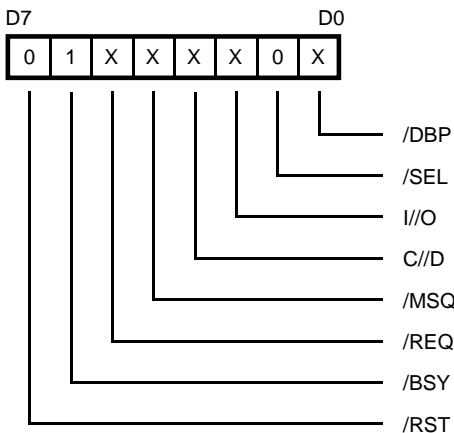 D7 D0
0 1 X X X X 0 X
/DBP
/SEL
I//O
C//D
/MSQ
/REQ
/BSY
/RST